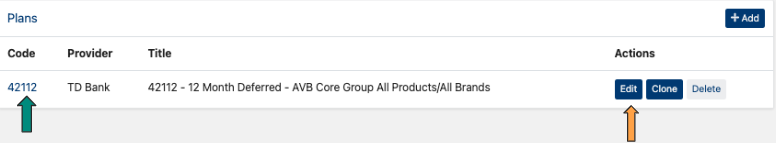 Plans
+ Add
Code Provider Title Actions
42112 TD Bank 42112 - 12 Month Deferred - AVB Core Group All Products/All Brands Edit Clone Delete